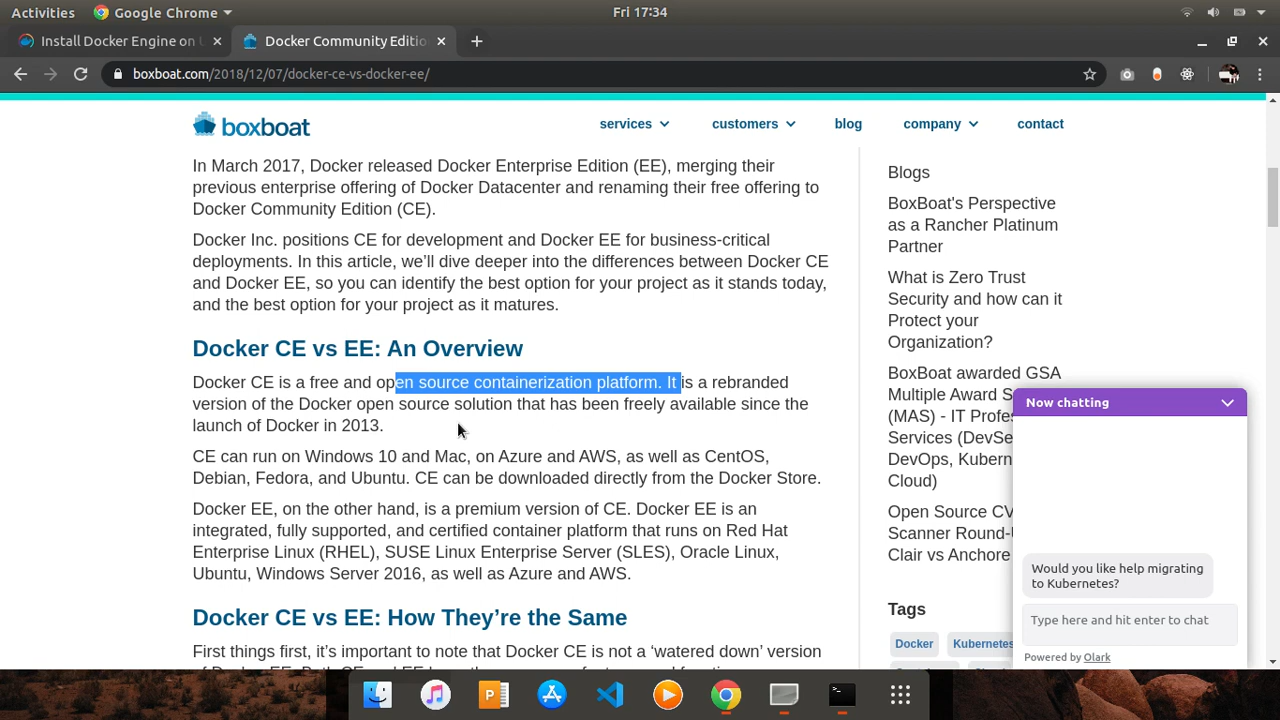 Activities
Google Chrome
Fri 17:34
Install Docker Engine on
Docker Community Editio
boxboat.com/2018/12/07/docker-ce-vs-docker-ee/
boxboat
services
customers
blog
company
contact
In March 2017, Docker released Docker Enterprise Edition (EE), merging their
previous enterprise offering of Docker Datacenter and renaming their free offering to
Docker Community Edition (CE).
Docker Inc. positions CE for development and Docker EE for business-critical
deployments. In this article, we'll dive deeper into the differences between Docker CE
and Docker EE, so you can identify the best option for your project as it stands today,
and the best option for your project as it matures.
Docker CE vs EE: An Overview
Docker CE is a free and open source containerization platform. It is a rebranded
version of the Docker open source solution that has been freely available since the
launch of Docker in 2013.
CE can run on Windows 10 and Mac, on Azure and AWS, as well as CentOS,
Debian, Fedora, and Ubuntu. CE can be downloaded directly from the Docker Store.
Docker EE, on the other hand, is a premium version of CE. Docker EE is an
integrated, fully supported, and certified container platform that runs on Red Hat
Enterprise Linux (RHEL), SUSE Linux Enterprise Server (SLES), Oracle Linux,
Ubuntu, Windows Server 2016, as well as Azure and AWS.
Docker CE vs EE: How They're the Same
First things first, it's important to note that Docker CE is not a 'watered down' version
Blogs
BoxBoat's Perspective
as a Rancher Platinum
Partner
What is Zero Trust
Security and how can it
Protect your
Organization?
BoxBoat awarded GSA
Multiple Award S
(MAS) - IT Profes
Services (DevSe
DevOps, Kubern
Cloud)
Open Source CV
Scanner Round-
Clair vs Anchore
Tags
Docker
Kubernetes
Now chatting
Would you like help migrating
to Kubernetes?
Type here and hit enter to chat
Powered by Olark
P